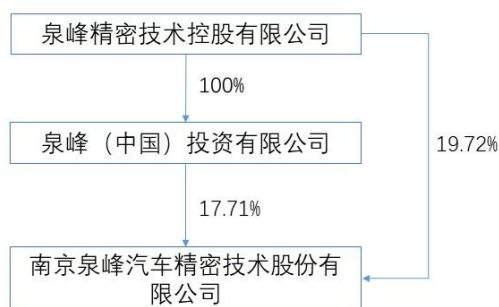 泉峰精密技术控股有限公司
100%
泉峰（中国）投资有限公司
19.72%
17.71%
南京泉峰汽车精密技术股份有
限公司